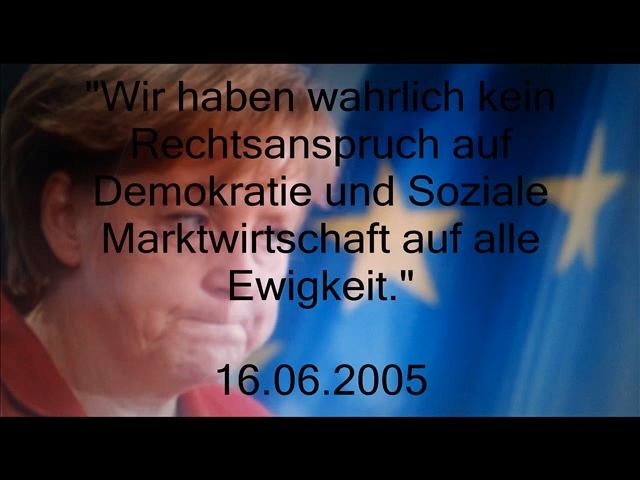 "Wir haben wahrlich kein
Rechtsanspruch auf
Demokratie und Soziale
Marktwirtschaft auf alle
Ewigkeit."
16.06.2005